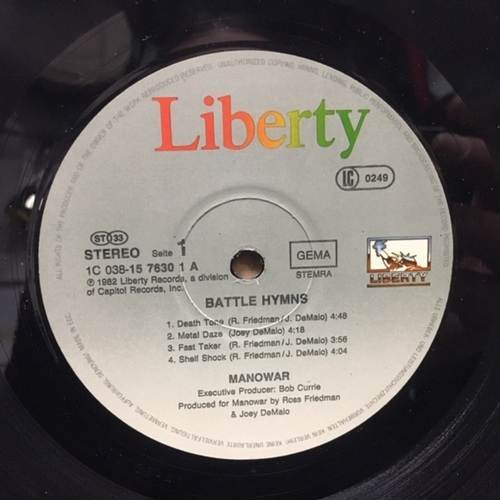 Liberty
LC 0249
ST 33
STEREO
Seite 1
1C 038-15 7630 1 A
℗ 1982 Liberty Records, a division
of Capitol Records, Inc.
GEMA
STEMRA
LIBERTY
BATTLE HYMNS
1. Death Tone (R. Friedman/J. DeMaio) 4:48
2. Metal Daze (Joey DeMaio) 4:18
3. Fast Taker (R. Friedman/J. DeMaio) 3:56
4. Shell Shock (R. Friedman/J. DeMaio) 4:04
MANOWAR
Executive Producer: Bob Currie
Produced for Manowar by Ross Friedman
& Joey DeMaio